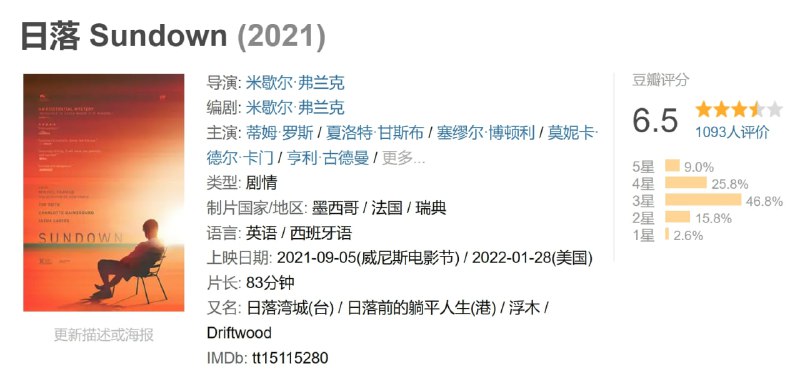 日落 Sundown (2021)
导演: 米歇尔·弗兰克
编剧: 米歇尔·弗兰克
主演: 蒂姆·罗斯 / 夏洛特·甘斯布 / 塞缪尔·博顿利 / 莫妮卡·
德尔·卡门 / 亨利·古德曼 / 更多...
类型: 剧情
制片国家/地区: 墨西哥 / 法国 / 瑞典
语言: 英语 / 西班牙语
上映日期: 2021-09-05(威尼斯电影节) / 2022-01-28(美国)
片长: 83分钟
又名: 日落湾城(台) / 日落前的躺平人生(港) / 浮木 /
Driftwood
IMDb: tt15115280
豆瓣评分
6.5
1093人评价
5星 9.0%
4星 25.8%
3星 46.8%
2星 15.8%
1星 2.6%
AN EXISTENTIAL MYSTERY
TIM ROTH
CHARLOTTE GAINSBOURG
SUNDOWN
更新描述或海报